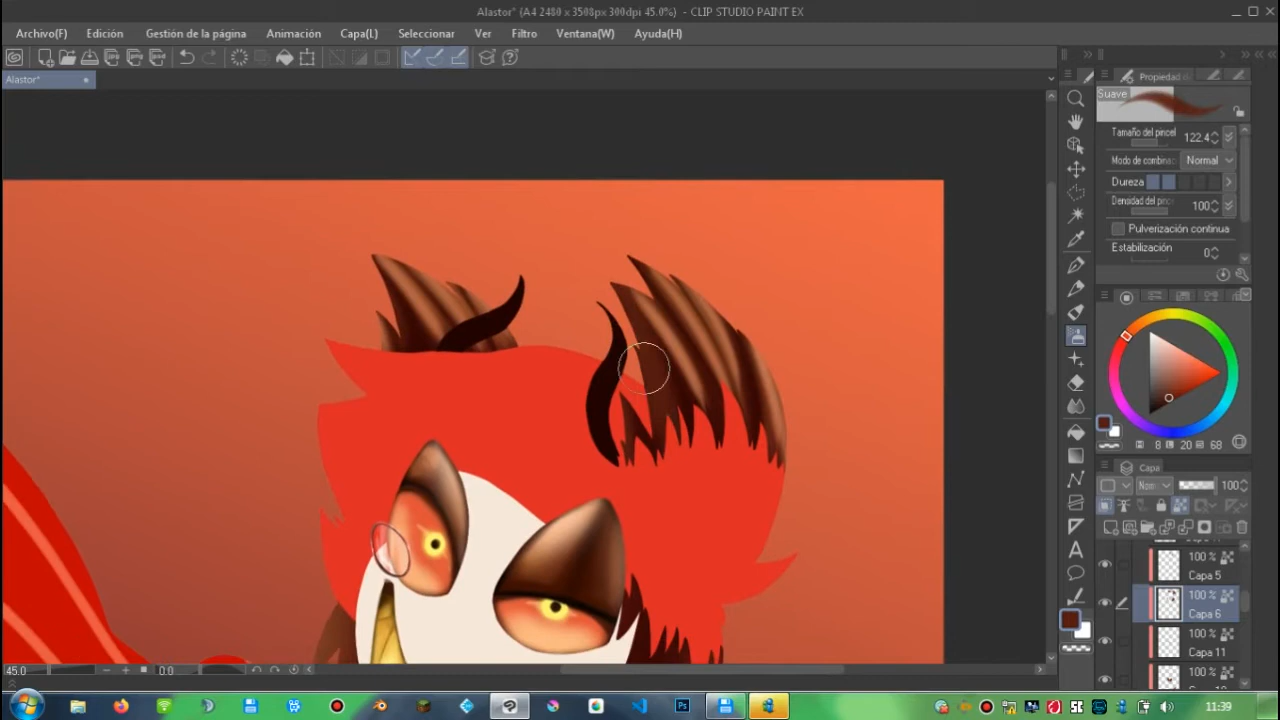 Alastor* (A4 2480 x 3508px 300dpi 45.0%) - CLIP STUDIO PAINT EX
Archivo(F) Edición Gestión de la página Animación Capa(L) Seleccionar Ver Filtro Ventana(W) Ayuda(H)
Alastor*
Propiedad d
Suave
Tamaño del pincel 122.4
Modo de combina Normal
Dureza
Densidad del pinc 100
Pulverización continua
Estabilización
0
H 8 L 20 S 68
Capa
100
100 %
Capa 5
100 %
Capa 6
100 %
Capa 11
100 %
45.0 0.0
11:39